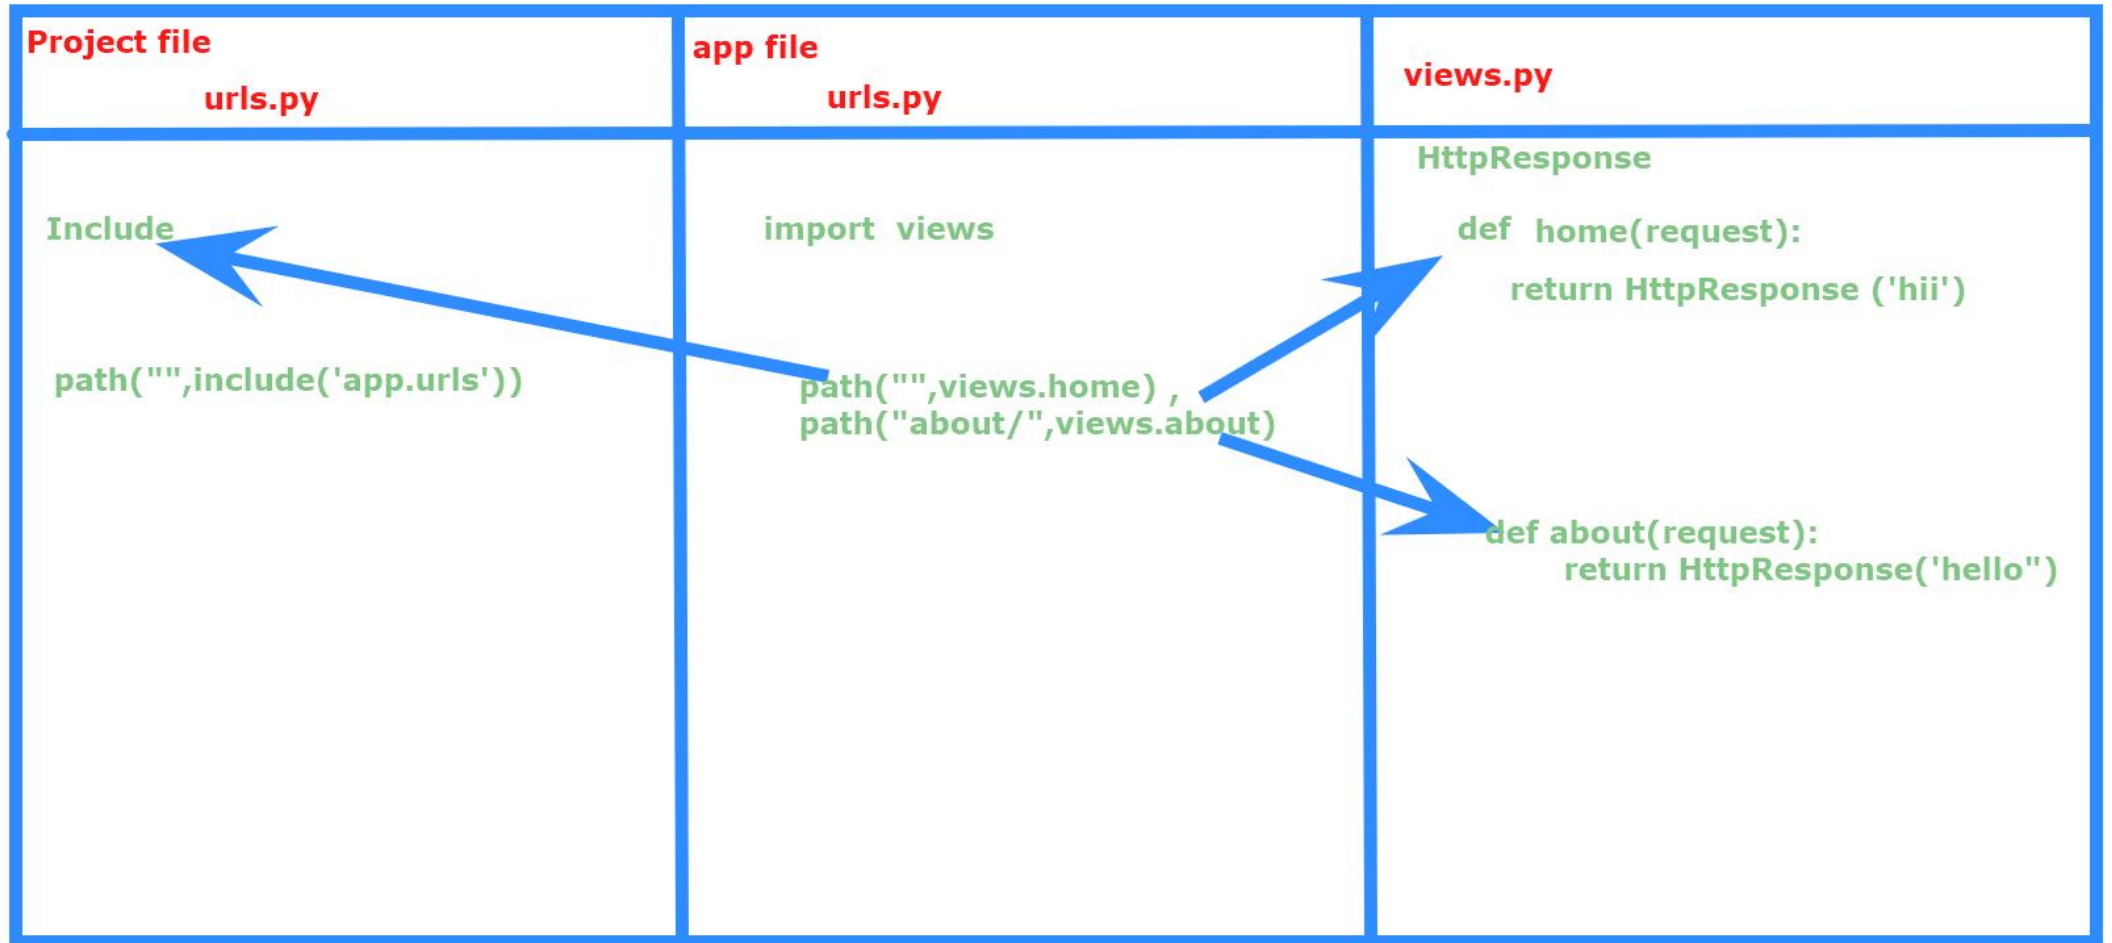 Project file
urls.py
app file
urls.py
views.py
Include
path("",include('app.urls'))
import  views
path("",views.home) ,
path("about/",views.about)
HttpResponse
def  home(request):
return HttpResponse ('hii')
def about(request):
return HttpResponse('hello")